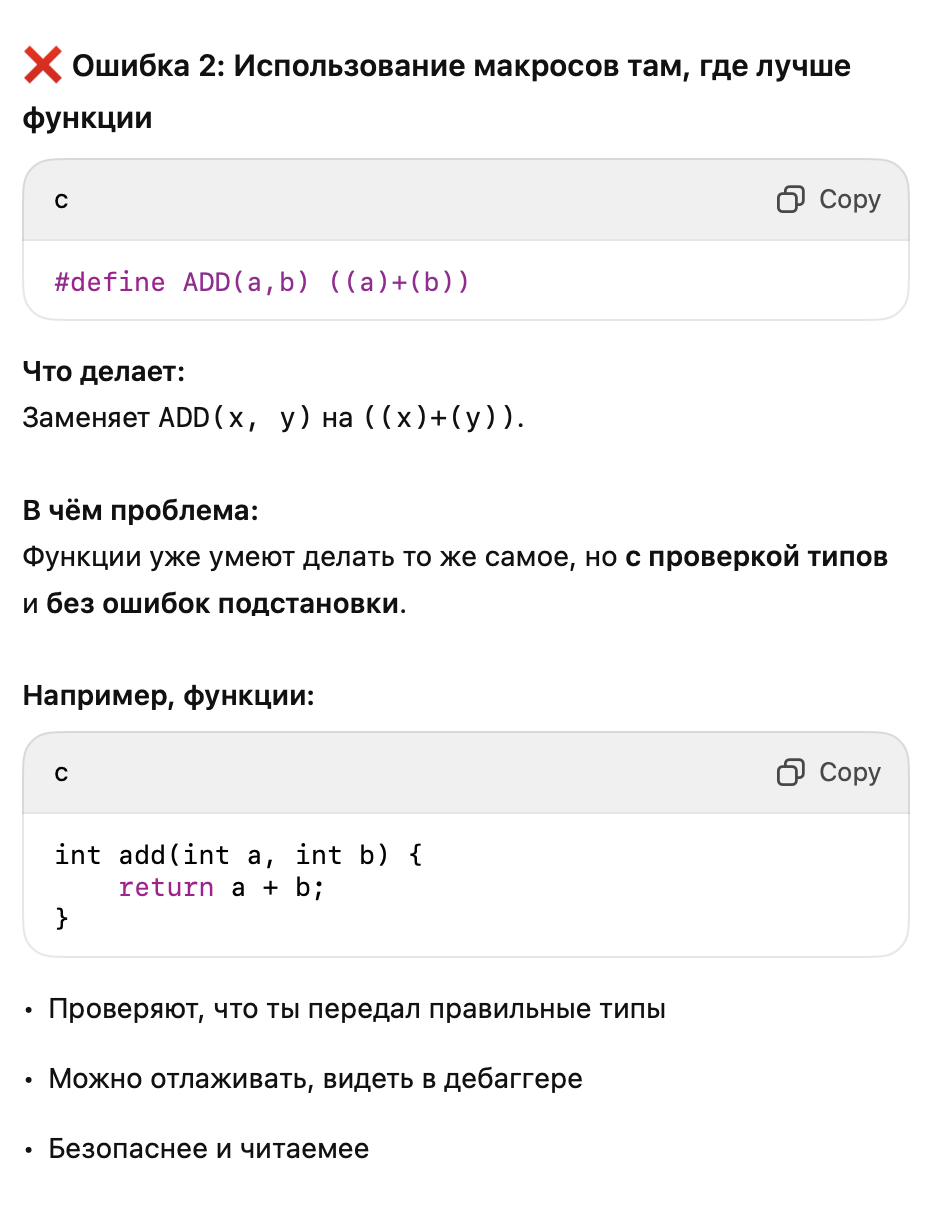 ❌ Ошибка 2: Использование макросов там, где лучше
функции
c
Copy
#define ADD(a,b) ((a)+(b))
Что делает:
Заменяет ADD(x, y) на ((x)+(y)).
В чём проблема:
Функции уже умеют делать то же самое, но с проверкой типов
и без ошибок подстановки.
Например, функции:
c
Copy
int add(int a, int b) {
    return a + b;
}
• Проверяют, что ты передал правильные типы
• Можно отлаживать, видеть в дебаггере
• Безопаснее и читаемее